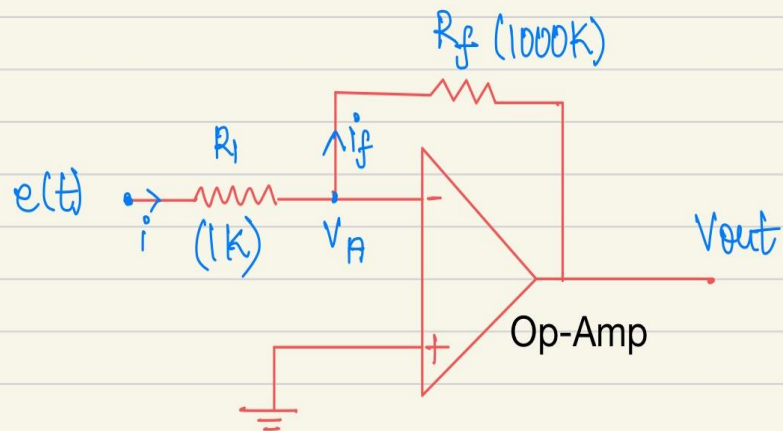 Rf (1000K)
if
R1
e(t)
i
(1K)
VA
-
Vout
Op-Amp
+